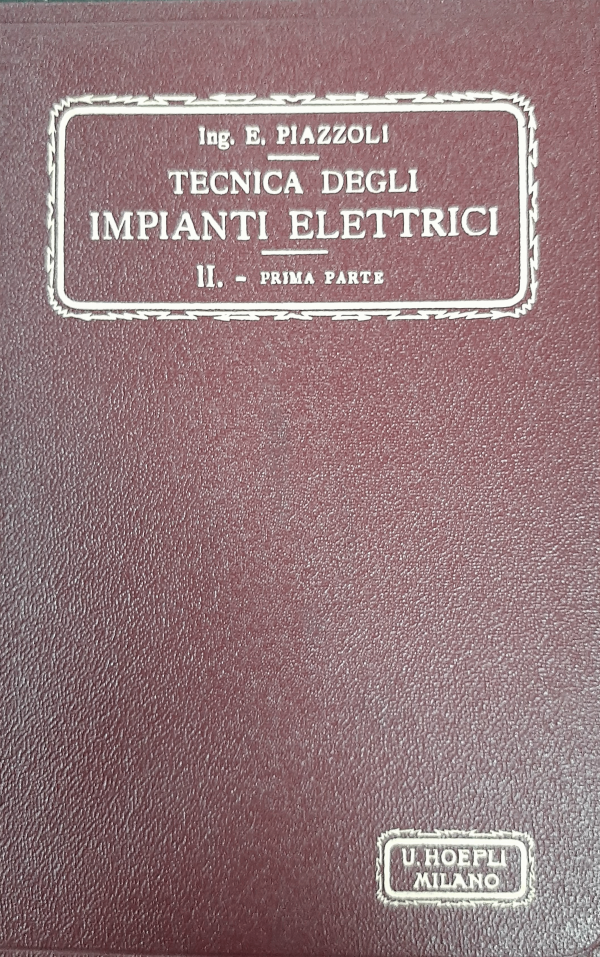 Ing. E. PIAZZOLI
TECNICA DEGLI
IMPIANTI ELETTRICI
II. - PRIMA PARTE
U. HOEPLI
MILANO